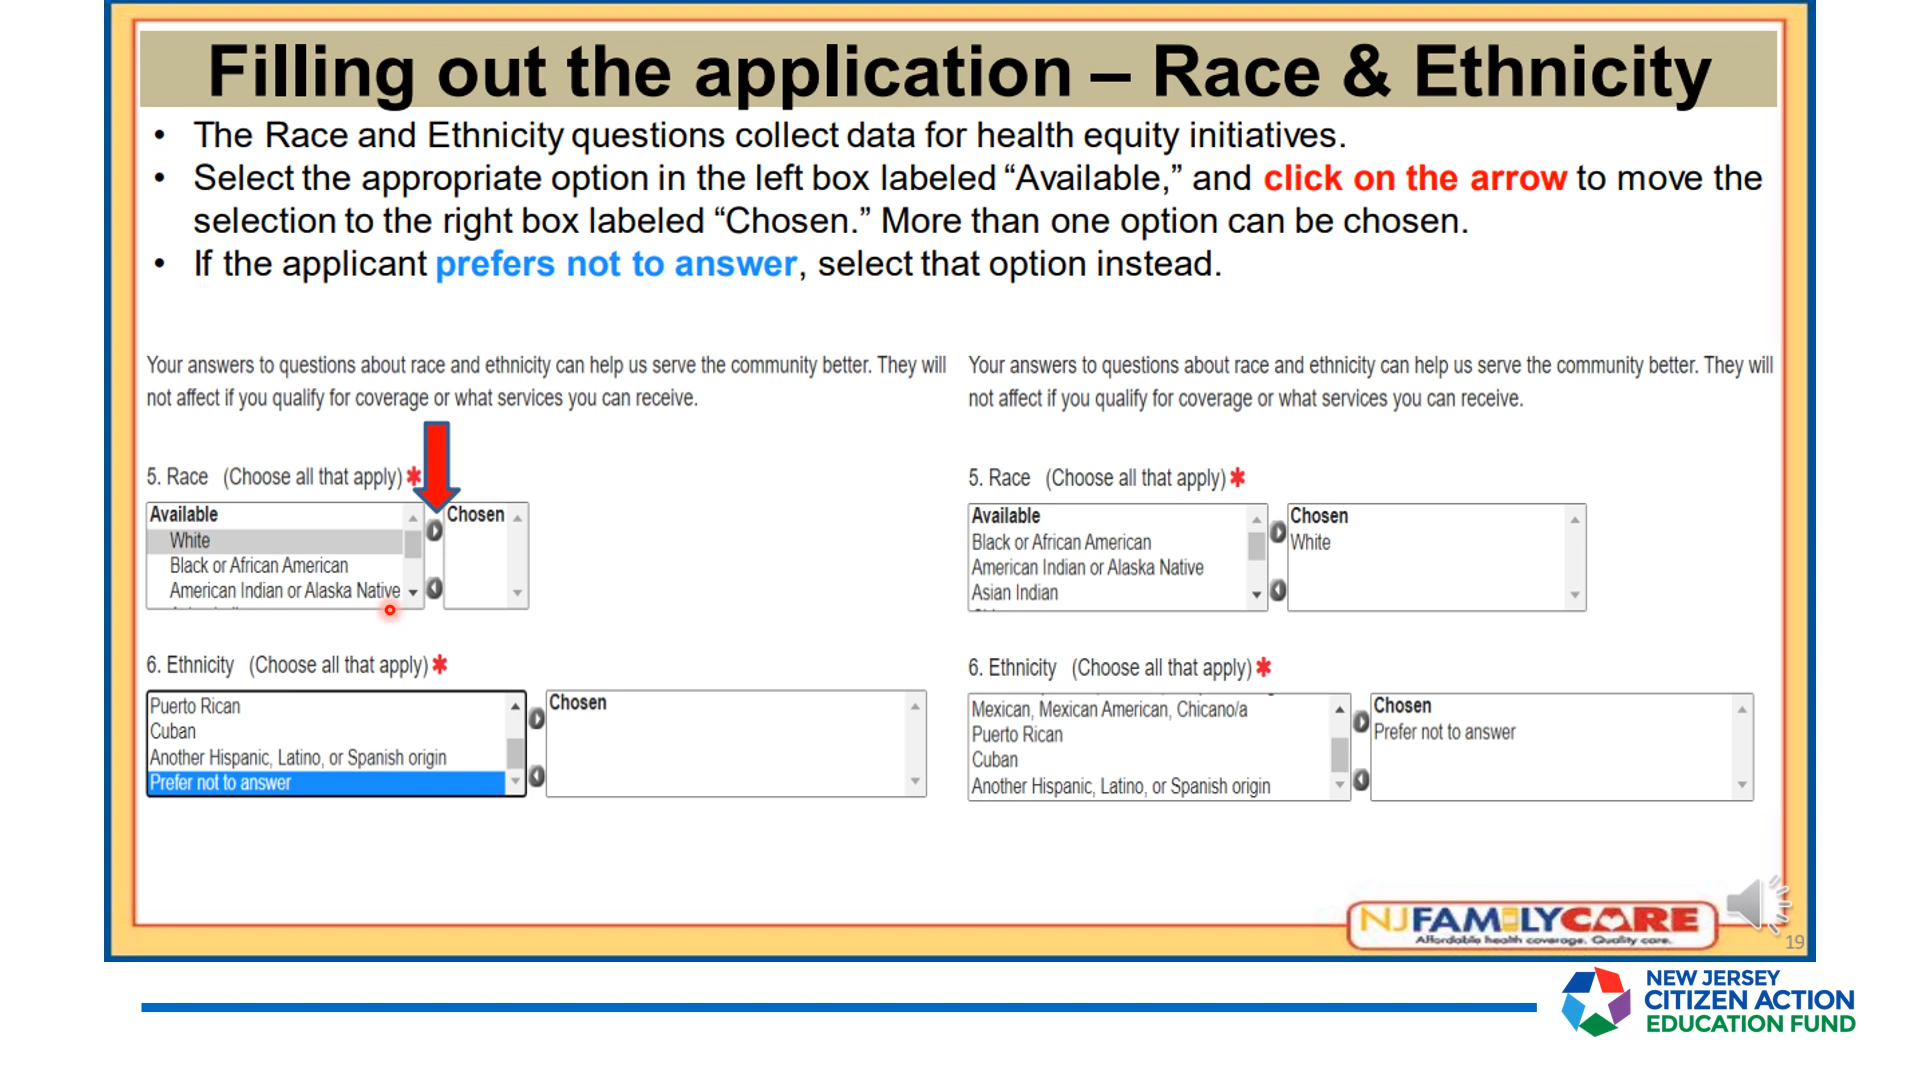 Filling out the application – Race & Ethnicity
• The Race and Ethnicity questions collect data for health equity initiatives.
• Select the appropriate option in the left box labeled “Available,” and click on the arrow to move the
selection to the right box labeled “Chosen.” More than one option can be chosen.
• If the applicant prefers not to answer, select that option instead.
Your answers to questions about race and ethnicity can help us serve the community better. They will
not affect if you qualify for coverage or what services you can receive.
5. Race (Choose all that apply) *
Available
White
Black or African American
American Indian or Alaska Native
Chosen
6. Ethnicity (Choose all that apply) *
Puerto Rican
Cuban
Another Hispanic, Latino, or Spanish origin
Prefer not to answer
Chosen
Your answers to questions about race and ethnicity can help us serve the community better. They will
not affect if you qualify for coverage or what services you can receive.
5. Race (Choose all that apply) *
Available
Black or African American
American Indian or Alaska Native
Asian Indian
Chosen
White
6. Ethnicity (Choose all that apply) *
Mexican, Mexican American, Chicano/a
Puerto Rican
Cuban
Another Hispanic, Latino, or Spanish origin
Chosen
Prefer not to answer
NJFAMILYCARE
Affordable health coverage. Quality care.
19
NEW JERSEY
CITIZEN ACTION
EDUCATION FUND